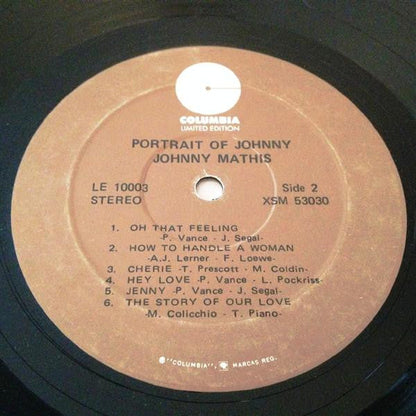 COLUMBIA
LIMITED EDITION
PORTRAIT OF JOHNNY
JOHNNY MATHIS
LE 10003 Side 2
STEREO XSM 53030
1. OH THAT FEELING
-P. Vance - J. Segal-
2. HOW TO HANDLE A WOMAN
-A.J. Lerner - F. Loewe-
3. CHERIE -T. Prescott - M. Coldin-
4. HEY LOVE -P. Vance - L. Pockriss-
5. JENNY -P. Vance - J. Segal-
6. THE STORY OF OUR LOVE
-M. Colicchio - T. Piano-
"COLUMBIA", MARCAS REG.